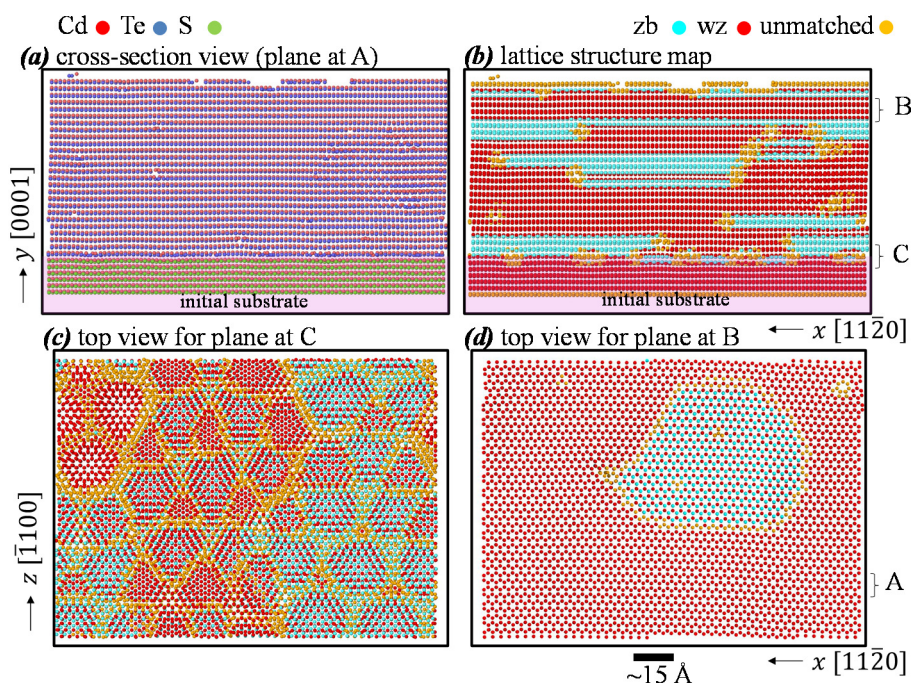 Cd Te S
zb wz unmatched
(a) cross-section view (plane at A)
(b) lattice structure map
y [0001]
initial substrate
initial substrate
B
C
x [112̅0]
(c) top view for plane at C
(d) top view for plane at B
z [1̅100]
A
~15 Å
x [112̅0]